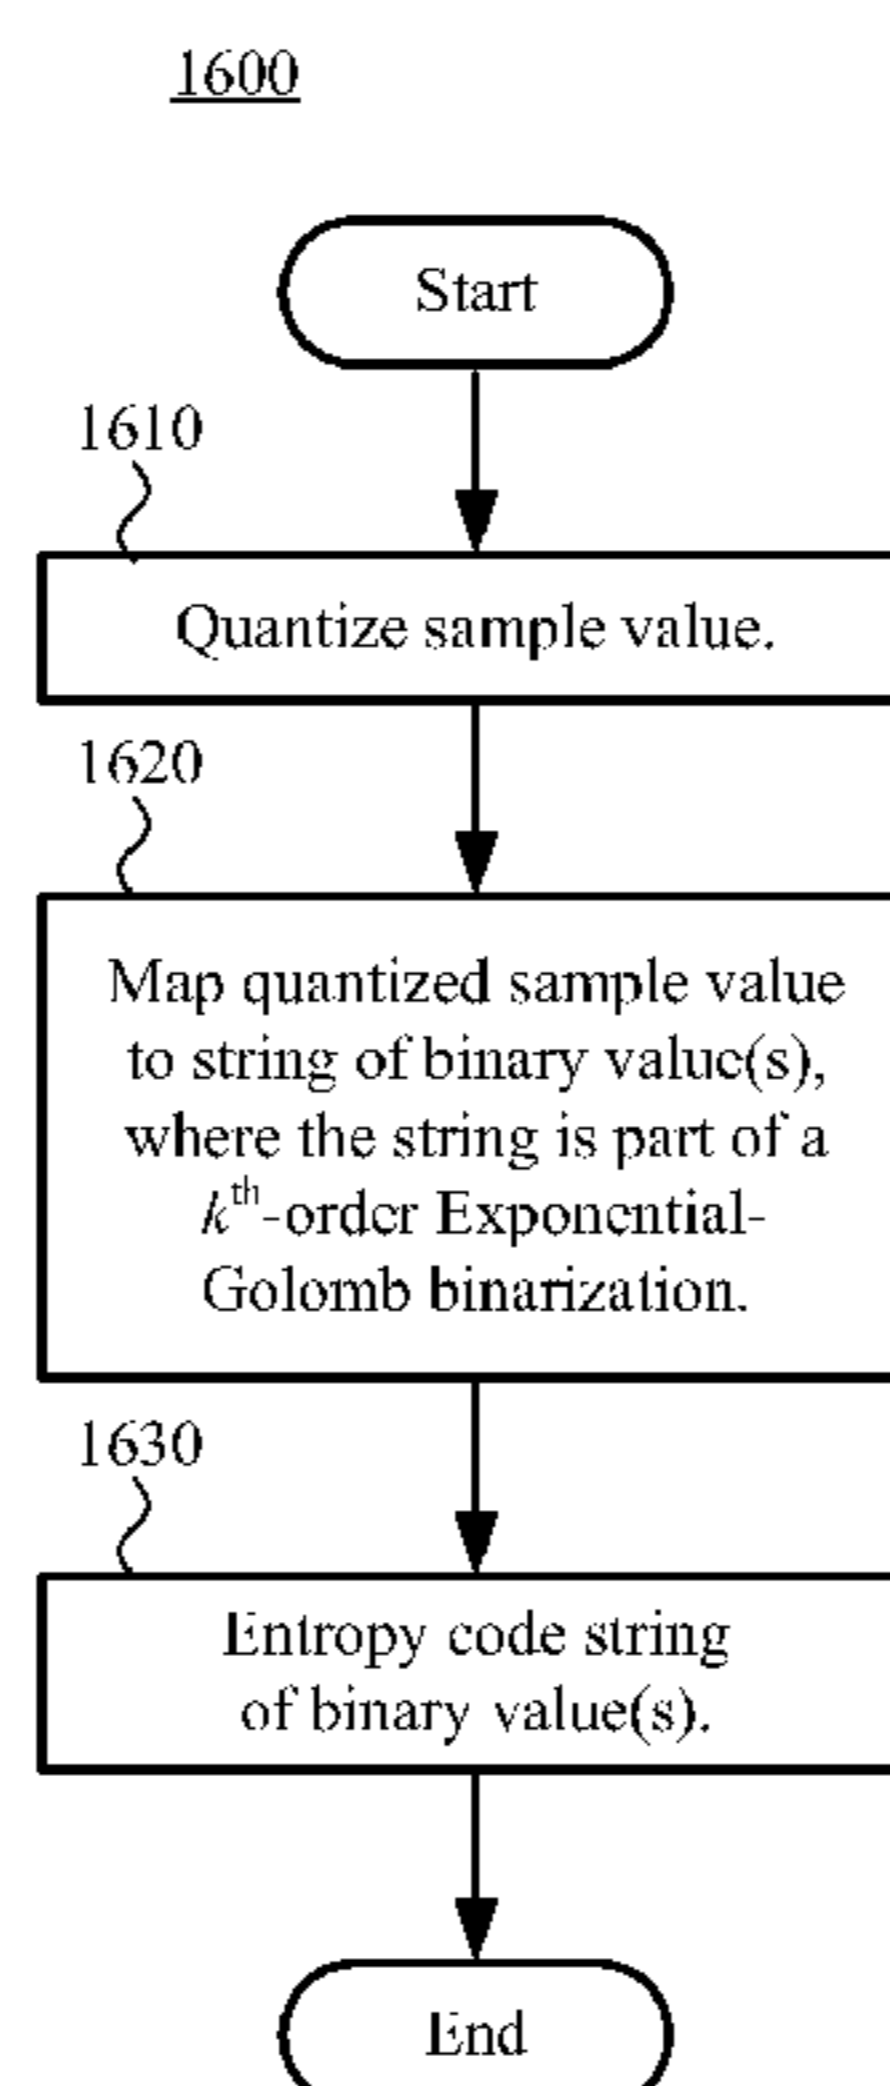 1600
Start
1610
Quantize sample value.
1620
Map quantized sample value
to string of binary value(s),
where the string is part of a
kth-order Exponential-
Golomb binarization.
1630
Entropy code string
of binary value(s).
End